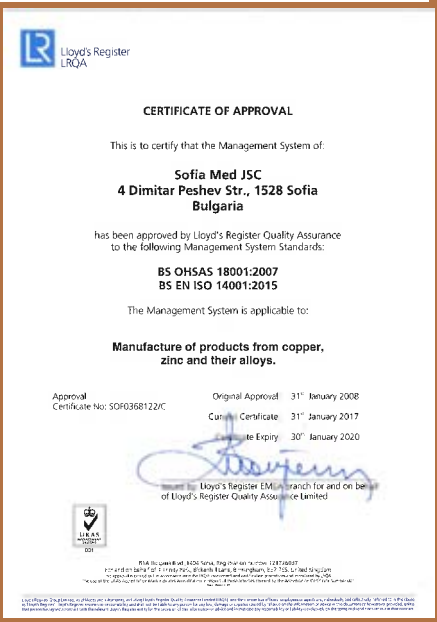 LR
Lloyd's Register
LRQA
CERTIFICATE OF APPROVAL
This is to certify that the Management System of:
Sofia Med JSC
4 Dimitar Peshev Str., 1528 Sofia
Bulgaria
has been approved by Lloyd's Register Quality Assurance
to the following Management System Standards:
BS OHSAS 18001:2007
BS EN ISO 14001:2015
The Management System is applicable to:
Manufacture of products from copper,
zinc and their alloys.
Approval
Certificate No: SOF0368122/C
Original Approval 31st January 2008
Current Certificate 31st January 2017
Certificate Expiry 30th January 2020
Issued by: Lloyd's Register EMEA Branch for and on behalf
of Lloyd's Register Quality Assurance Limited
UKAS
MANAGEMENT
SYSTEMS
001